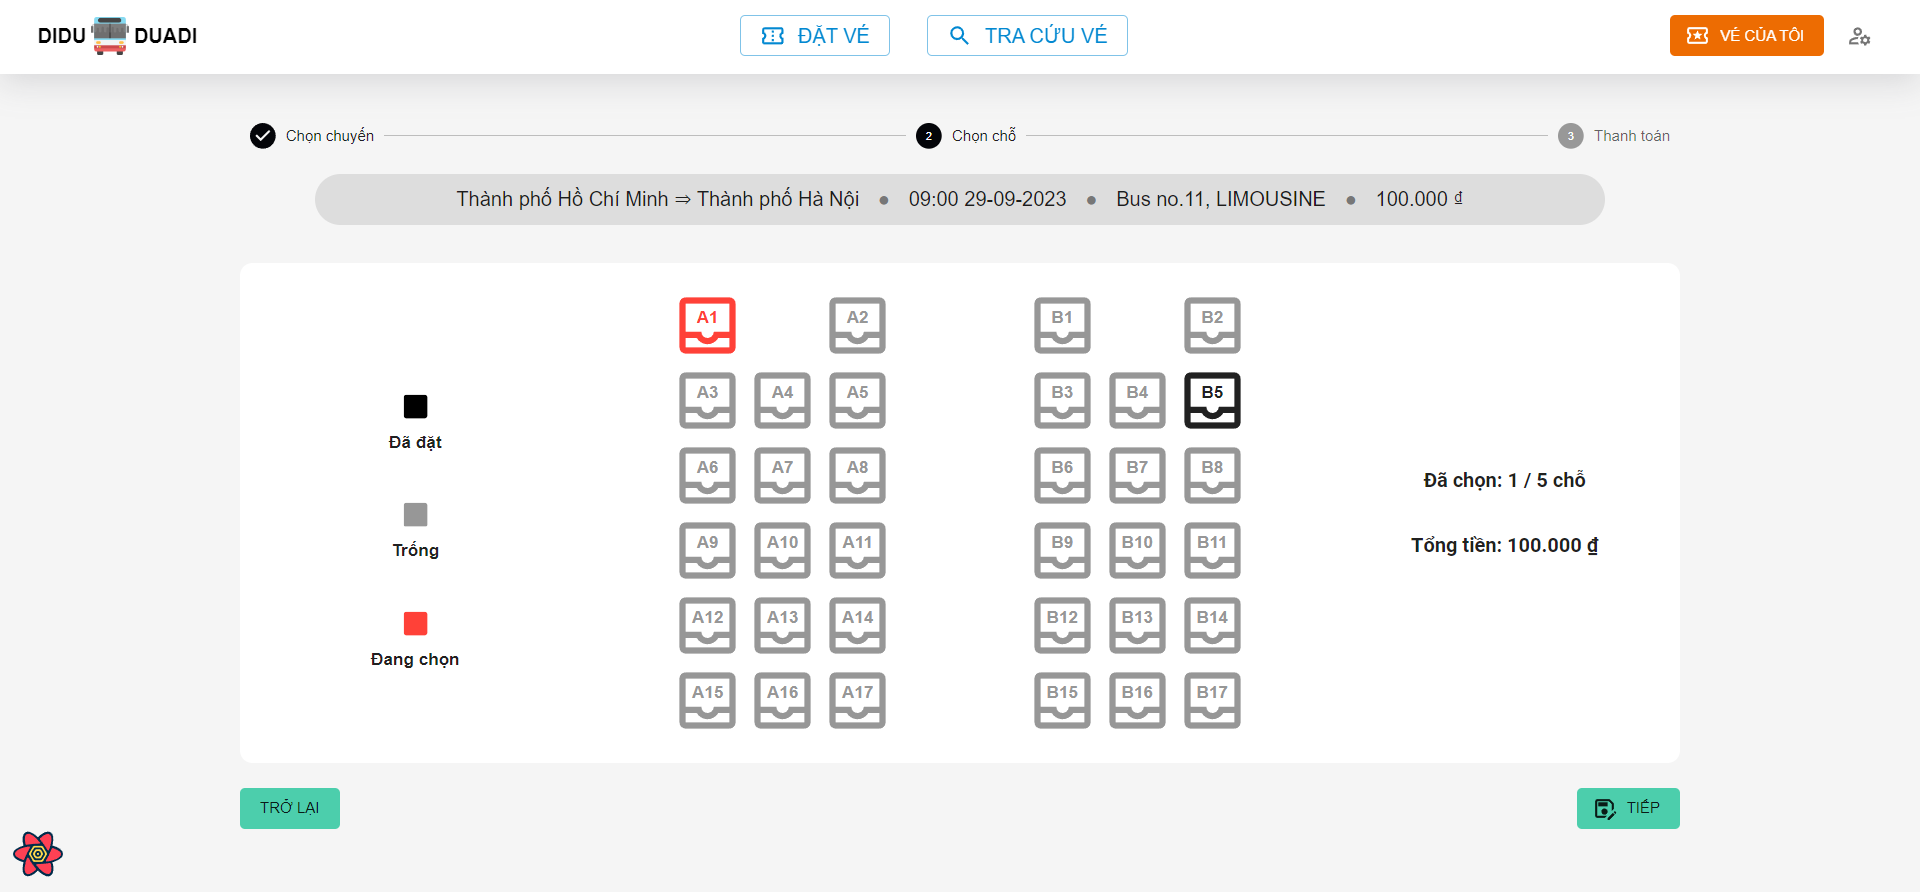 DIDU DUADI
ĐẶT VÉ
TRA CỨU VÉ
VÉ CỦA TÔI
Chọn chuyến
2 Chọn chỗ
3 Thanh toán
Thành phố Hồ Chí Minh ⇒ Thành phố Hà Nội ● 09:00 29-09-2023 ● Bus no.11, LIMOUSINE ● 100.000 ₫
Đã đặt
Trống
Đang chọn
A1 A2
A3 A4 A5
A6 A7 A8
A9 A10 A11
A12 A13 A14
A15 A16 A17
B1 B2
B3 B4 B5
B6 B7 B8
B9 B10 B11
B12 B13 B14
B15 B16 B17
Đã chọn: 1 / 5 chỗ
Tổng tiền: 100.000 ₫
TRỞ LẠI
TIẾP